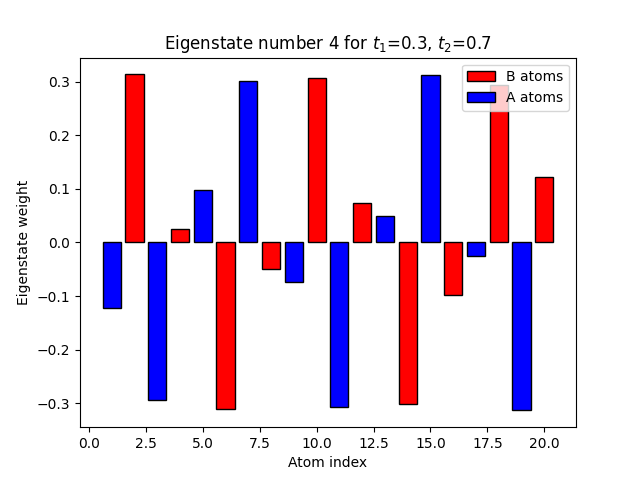 Eigenstate number 4 for $t_1$=0.3, $t_2$=0.7
Eigenstate weight
0.3
0.2
0.1
0.0
−0.1
−0.2
−0.3
B atoms
A atoms
0.0 2.5 5.0 7.5 10.0 12.5 15.0 17.5 20.0
Atom index